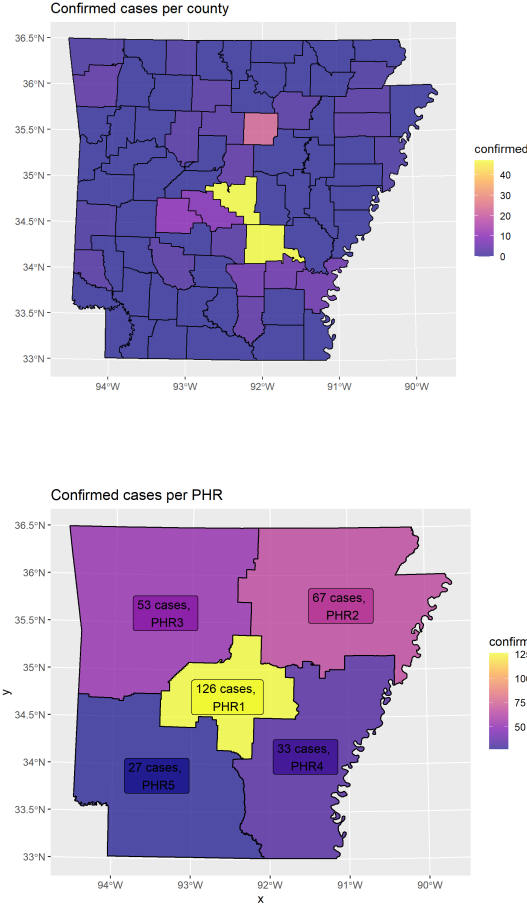 Confirmed cases per county
36.5°N
36°N
35.5°N
35°N
34.5°N
34°N
33.5°N
33°N
94°W 93°W 92°W 91°W 90°W
confirmed
40
30
20
10
0
Confirmed cases per PHR
36.5°N
36°N
35.5°N
35°N
34.5°N
34°N
33.5°N
33°N
y
53 cases,
PHR3
67 cases,
PHR2
126 cases,
PHR1
33 cases,
PHR4
27 cases,
PHR5
94°W 93°W 92°W 91°W 90°W
x
confirm
125
100
75
50